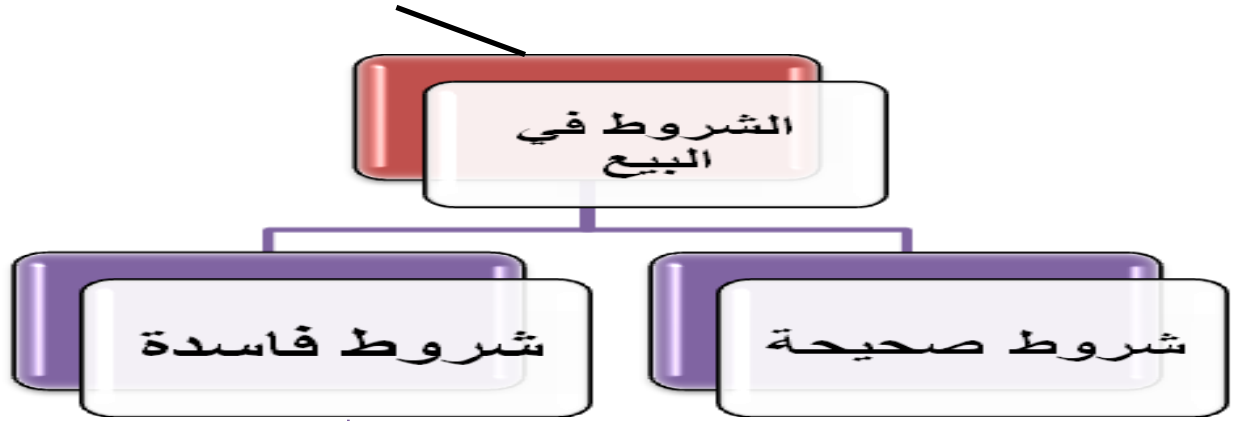 الشروط في
البيع
شروط صحيحة
شروط فاسدة